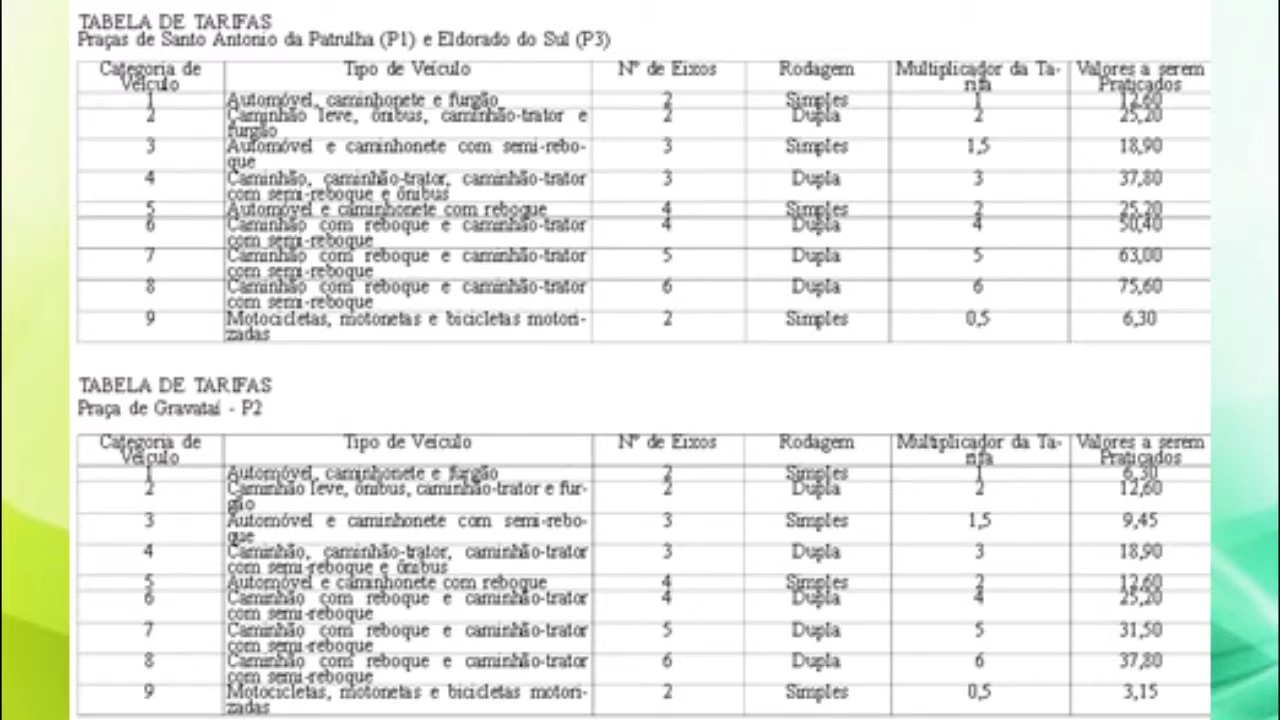 TABELA DE TARIFAS
Praças de Santo Antonio da Patrulha (P1) e Eldorado do Sul (P3)
Categoria de Veículo Tipo de Veículo Nº de Eixos Rodagem Multiplicador da Ta-rifa Valores a serem Praticados
1 Automóvel, caminhonete e furgão 2 Simples 1 12,60
2 Caminhão leve, ônibus, caminhão-trator e furgão 2 Dupla 2 25,20
3 Automóvel e caminhonete com semi-rebo-que 3 Simples 1,5 18,90
4 Caminhão, caminhão-trator, caminhão-trator com semi-reboque e ônibus 3 Dupla 3 37,80
5 Automóvel e caminhonete com reboque 4 Simples 2 25,20
6 Caminhão com reboque e caminhão-trator com semi-reboque 4 Dupla 4 50,40
7 Caminhão com reboque e caminhão-trator com semi-reboque 5 Dupla 5 63,00
8 Caminhão com reboque e caminhão-trator com semi-reboque 6 Dupla 6 75,60
9 Motocicletas, motonetas e bicicletas motori-zadas 2 Simples 0,5 6,30
TABELA DE TARIFAS
Praça de Gravataí - P2
Categoria de Veículo Tipo de Veículo Nº de Eixos Rodagem Multiplicador da Ta-rifa Valores a serem Praticados
1 Automóvel, caminhonete e furgão 2 Simples 1 6,30
2 Caminhão leve, ônibus, caminhão-trator e fur-gão 2 Dupla 2 12,60
3 Automóvel e caminhonete com semi-rebo-que 3 Simples 1,5 9,45
4 Caminhão, caminhão-trator, caminhão-trator com semi-reboque e ônibus 3 Dupla 3 18,90
5 Automóvel e caminhonete com reboque 4 Simples 2 12,60
6 Caminhão com reboque e caminhão-trator com semi-reboque 4 Dupla 4 25,20
7 Caminhão com reboque e caminhão-trator com semi-reboque 5 Dupla 5 31,50
8 Caminhão com reboque e caminhão-trator com semi-reboque 6 Dupla 6 37,80
9 Motocicletas, motonetas e bicicletas motori-zadas 2 Simples 0,5 3,15